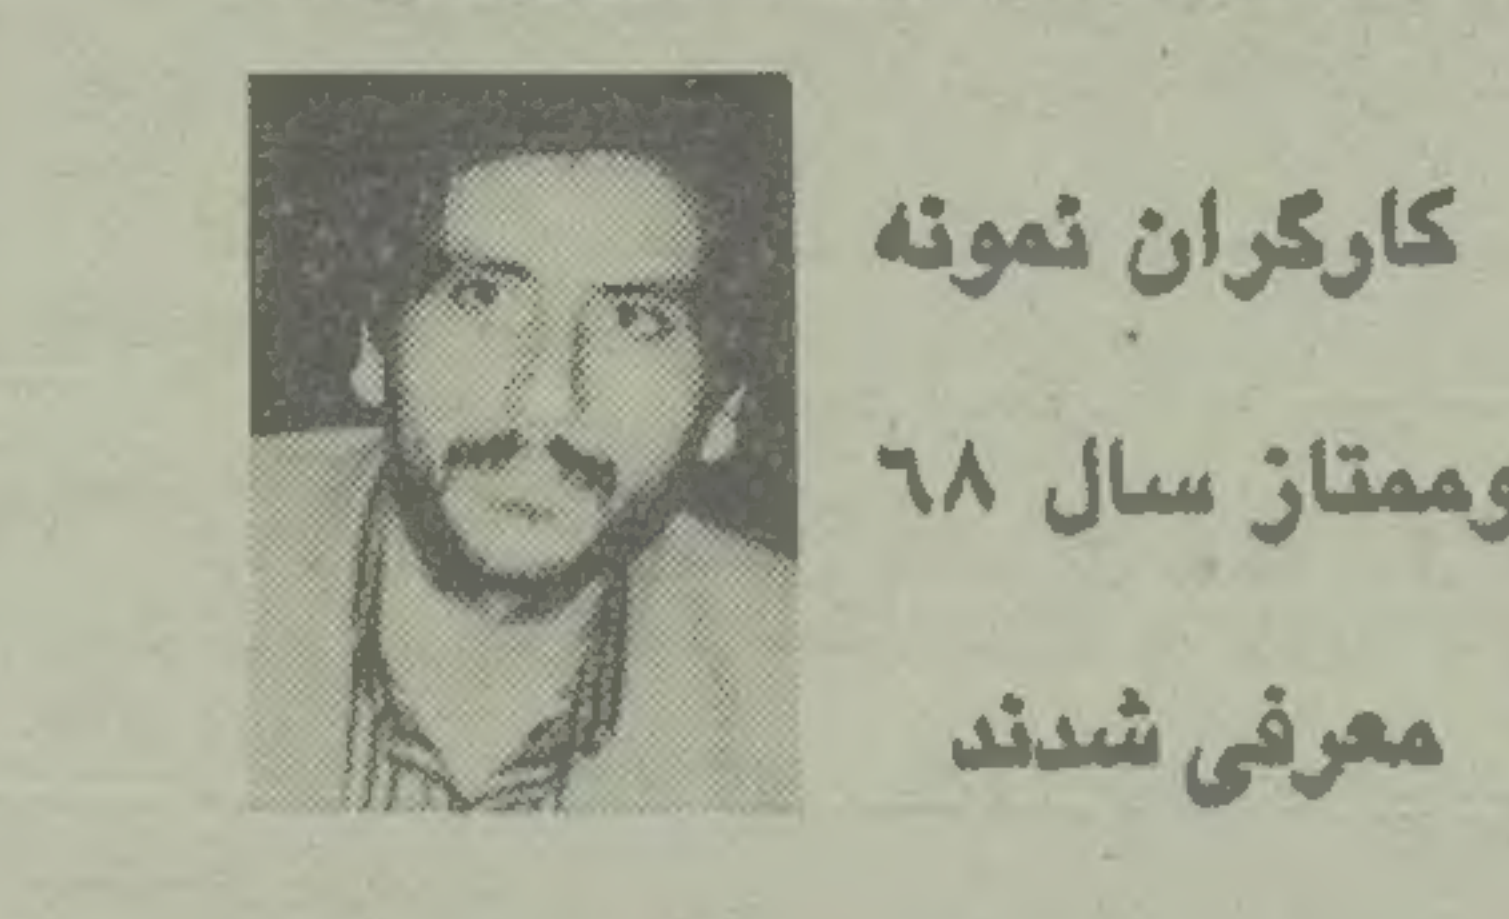 کارگران نمونه
وممتاز سال ٦٨
معرفی شدند